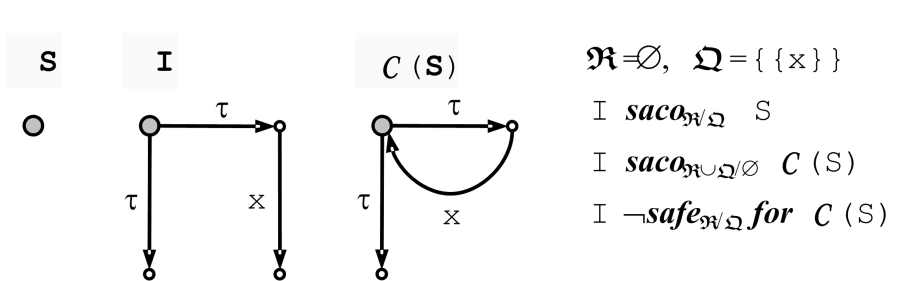 S I C (S)
τ τ
τ x τ x
ℜ=∅, 𝔔={ {x} }
I saco_ℜ/𝔔 S
I saco_ℜ∪𝔔/∅ C (S)
I ¬safe_ℜ/𝔔 for C (S)